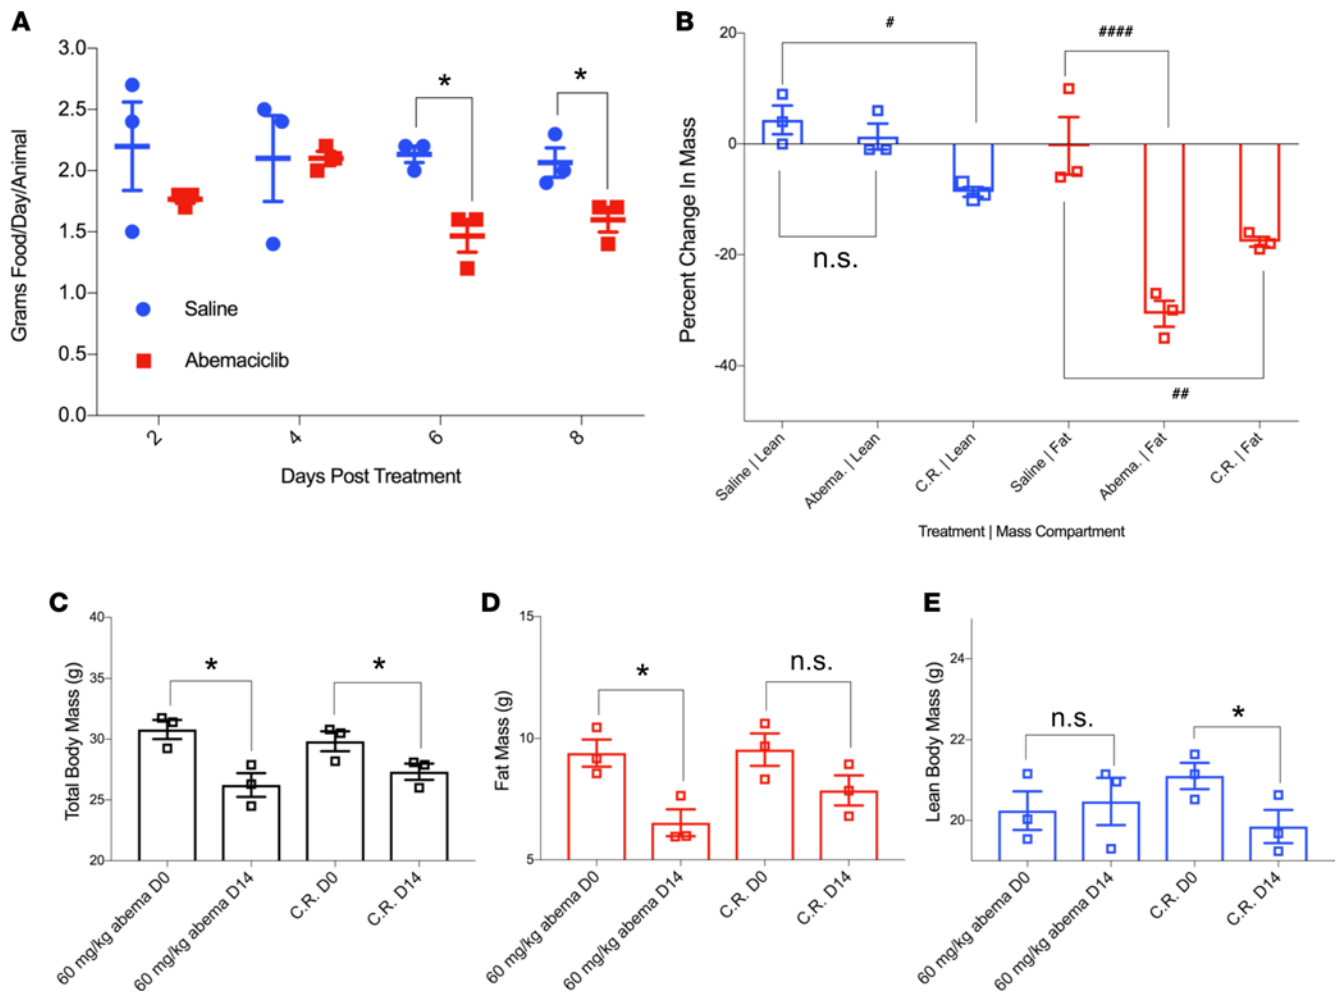 A
3.0
2.5
2.0
1.5
1.0
0.5
0.0
Grams Food/Day/Animal
*
*
Saline
Abemaciclib
2
4
6
8
Days Post Treatment
B
20
0
-20
-40
Percent Change In Mass
#
####
n.s.
##
Saline | Lean
Abema. | Lean
C.R. | Lean
Saline | Fat
Abema. | Fat
C.R. | Fat
Treatment | Mass Compartment
C
40
35
30
25
20
Total Body Mass (g)
*
*
60 mg/kg abema D0
60 mg/kg abema D14
C.R. D0
C.R. D14
D
15
10
5
Fat Mass (g)
*
n.s.
60 mg/kg abema D0
60 mg/kg abema D14
C.R. D0
C.R. D14
E
24
22
20
Lean Body Mass (g)
n.s.
*
60 mg/kg abema D0
60 mg/kg abema D14
C.R. D0
C.R. D14